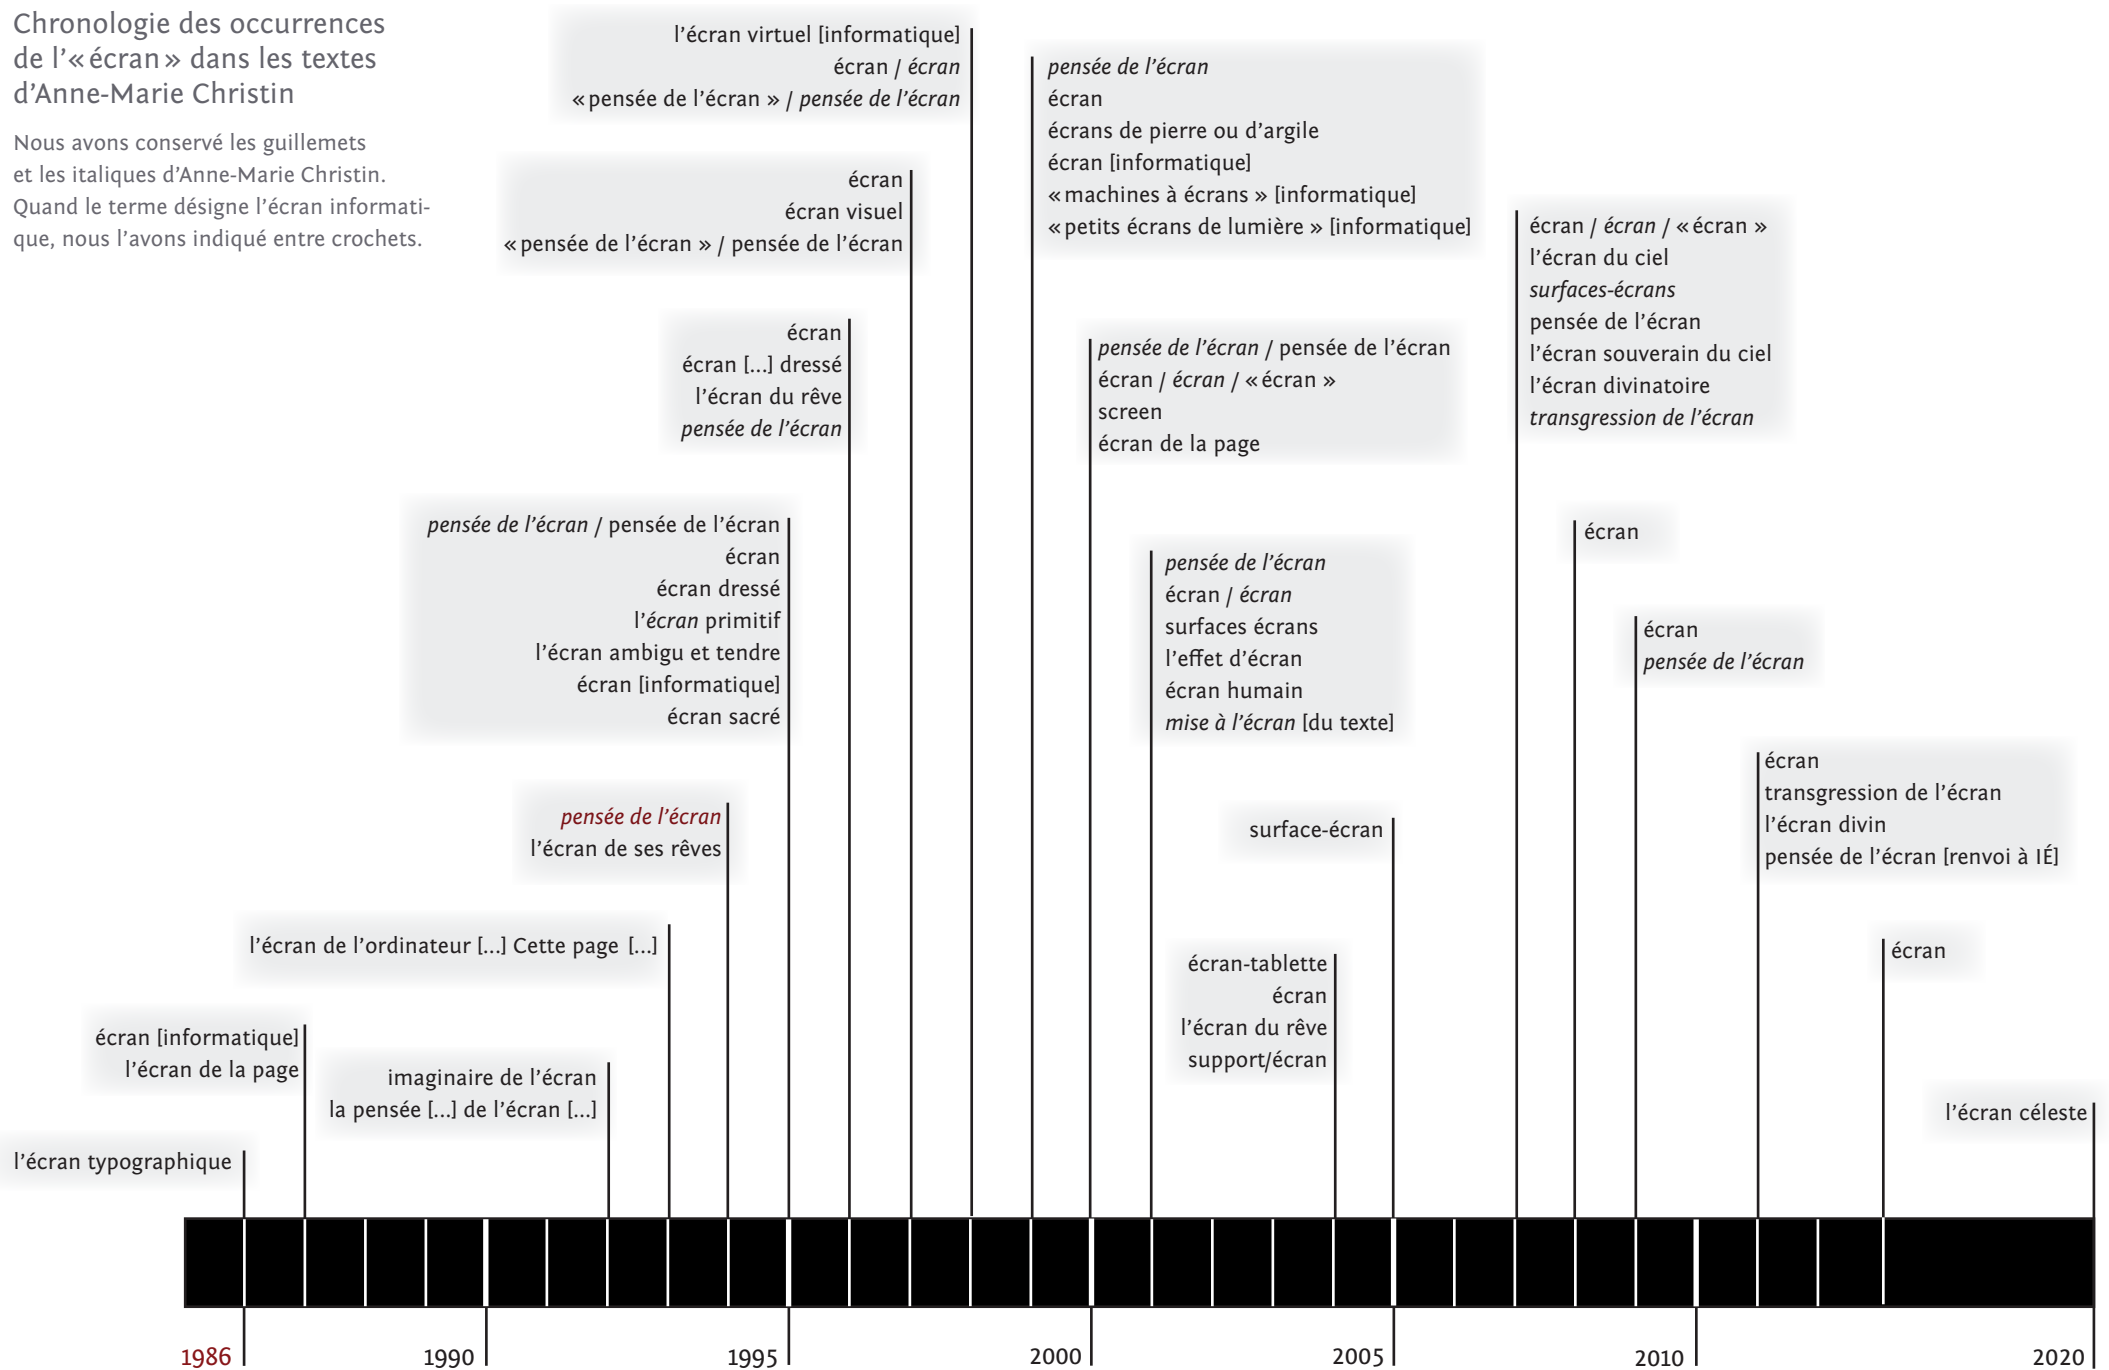 Chronologie des occurrences
de l'« écran » dans les textes
d'Anne-Marie Christin
Nous avons conservé les guillemets
et les italiques d'Anne-Marie Christin.
Quand le terme désigne l'écran informati-
que, nous l'avons indiqué entre crochets.
l'écran typographique
écran [informatique]
l'écran de la page
imaginaire de l'écran
la pensée [...] de l'écran [...]
l'écran de l'ordinateur [...] Cette page [...]
pensée de l'écran
l'écran de ses rêves
pensée de l'écran / pensée de l'écran
écran
écran dressé
l'écran primitif
l'écran ambigu et tendre
écran [informatique]
écran sacré
écran
écran [...] dressé
l'écran du rêve
pensée de l'écran
écran
écran visuel
« pensée de l'écran » / pensée de l'écran
l'écran virtuel [informatique]
écran / écran
« pensée de l'écran » / pensée de l'écran
pensée de l'écran
écran
écrans de pierre ou d'argile
écran [informatique]
« machines à écrans » [informatique]
« petits écrans de lumière » [informatique]
pensée de l'écran / pensée de l'écran
écran / écran / « écran »
screen
écran de la page
pensée de l'écran
écran / écran
surfaces écrans
l'effet d'écran
écran humain
mise à l'écran [du texte]
écran-tablette
écran
l'écran du rêve
support/écran
surface-écran
écran / écran / « écran »
l'écran du ciel
surfaces-écrans
pensée de l'écran
l'écran souverain du ciel
l'écran divinatoire
transgression de l'écran
écran
écran
pensée de l'écran
écran
transgression de l'écran
l'écran divin
pensée de l'écran [renvoi à IÉ]
écran
l'écran céleste
1986
1990
1995
2000
2005
2010
2020